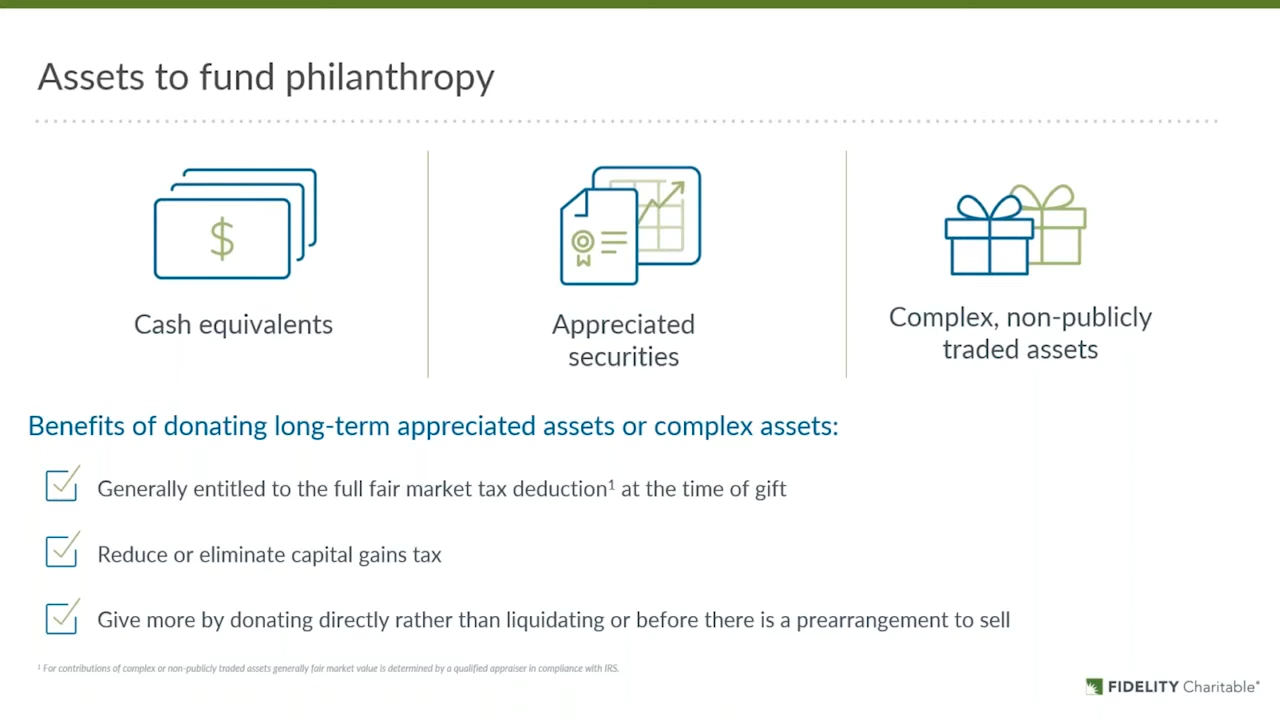 Assets to fund philanthropy
$
Cash equivalents
Appreciated
securities
Complex, non-publicly
traded assets
Benefits of donating long-term appreciated assets or complex assets:
Generally entitled to the full fair market tax deduction¹ at the time of gift
Reduce or eliminate capital gains tax
Give more by donating directly rather than liquidating or before there is a prearrangement to sell
¹ For contributions of complex or non-publicly traded assets generally fair market value is determined by a qualified appraiser in compliance with IRS.
FIDELITY Charitable®